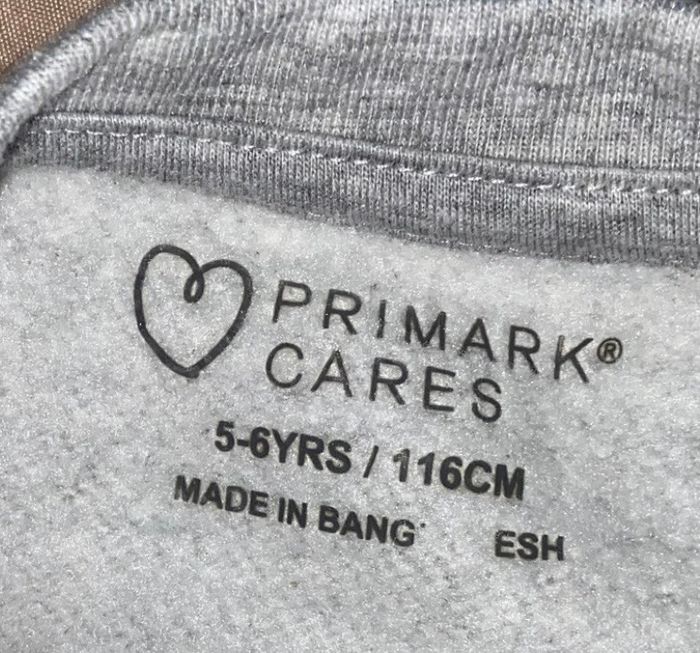 PRIMARK®
CARES
5-6YRS / 116CM
MADE IN BANG ESH